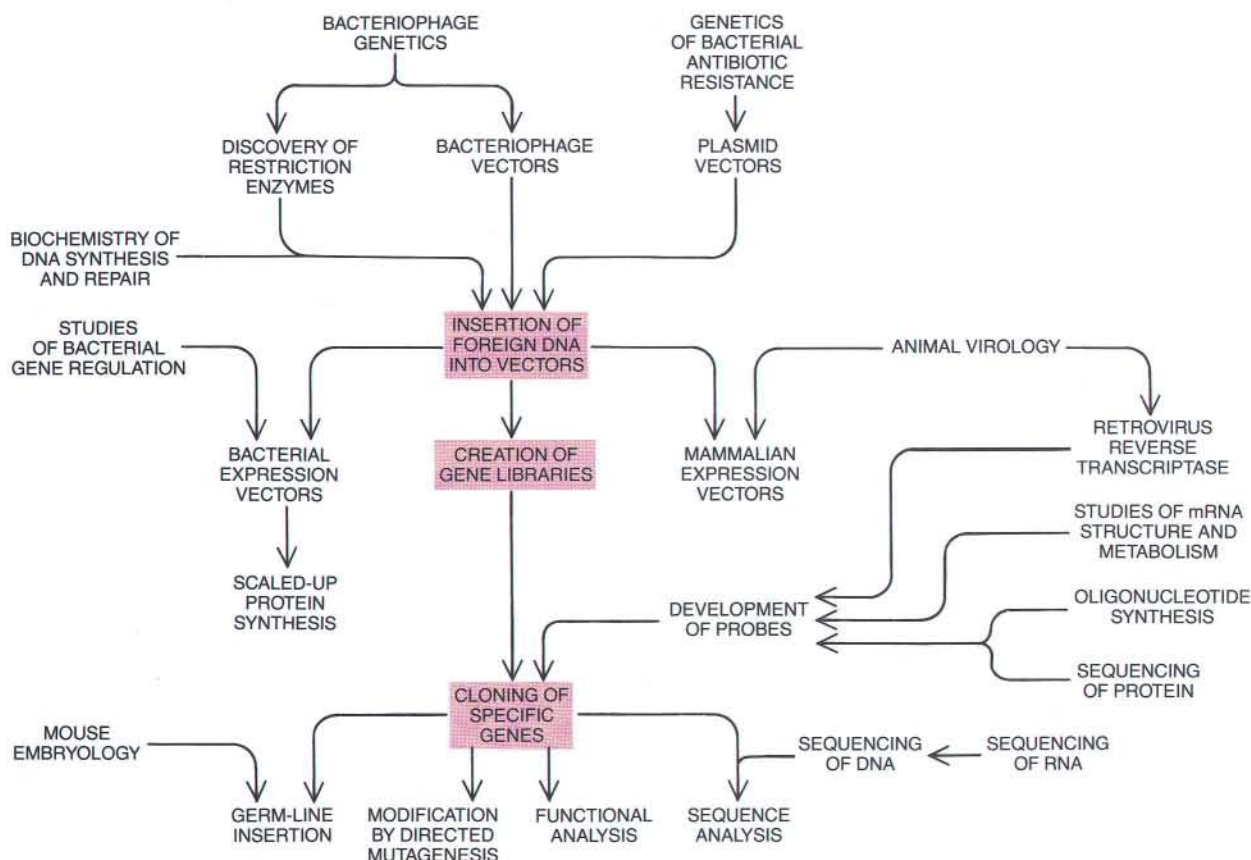 BACTERIOPHAGE
GENETICS
GENETICS
OF BACTERIAL
ANTIBIOTIC
RESISTANCE
DISCOVERY OF
RESTRICTION
ENZYMES
BACTERIOPHAGE
VECTORS
PLASMID
VECTORS
BIOCHEMISTRY OF
DNA SYNTHESIS
AND REPAIR
STUDIES
OF BACTERIAL
GENE REGULATION
INSERTION OF
FOREIGN DNA
INTO VECTORS
ANIMAL VIROLOGY
BACTERIAL
EXPRESSION
VECTORS
CREATION OF
GENE LIBRARIES
MAMMALIAN
EXPRESSION
VECTORS
RETROVIRUS
REVERSE
TRANSCRIPTASE
STUDIES OF mRNA
STRUCTURE AND
METABOLISM
SCALED-UP
PROTEIN
SYNTHESIS
DEVELOPMENT
OF PROBES
OLIGONUCLEOTIDE
SYNTHESIS
SEQUENCING
OF PROTEIN
CLONING OF
SPECIFIC
GENES
MOUSE
EMBRYOLOGY
SEQUENCING
OF DNA
SEQUENCING
OF RNA
GERM-LINE
INSERTION
MODIFICATION
BY DIRECTED
MUTAGENESIS
FUNCTIONAL
ANALYSIS
SEQUENCE
ANALYSIS